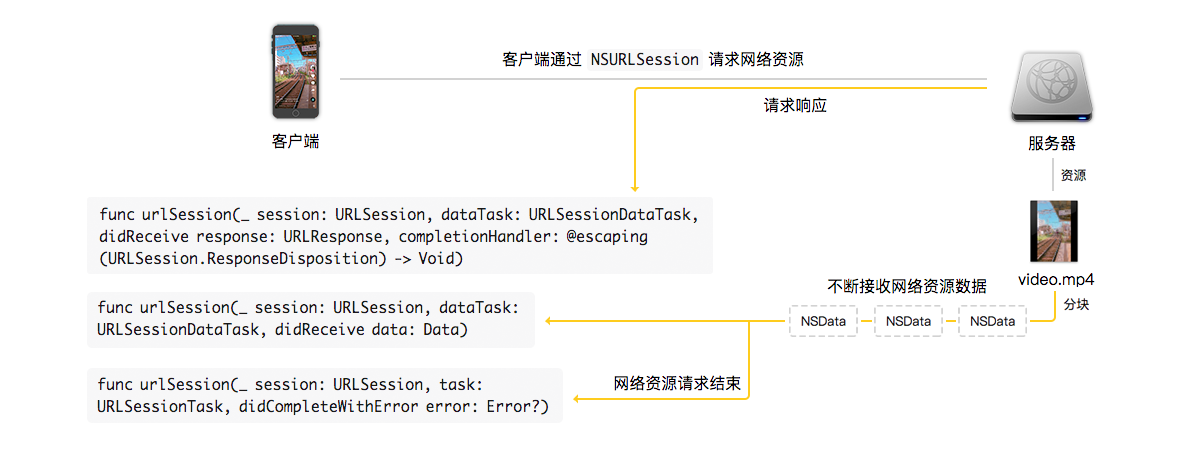 客户端通过 NSURLSession 请求网络资源
请求响应
客户端
服务器
资源
func urlSession(_ session: URLSession, dataTask: URLSessionDataTask,
didReceive response: URLResponse, completionHandler: @escaping
(URLSession.ResponseDisposition) -> Void)
video.mp4
不断接收网络资源数据
分块
func urlSession(_ session: URLSession, dataTask:
URLSessionDataTask, didReceive data: Data)
NSData
NSData
NSData
func urlSession(_ session: URLSession, task:
URLSessionTask, didCompleteWithError error: Error?)
网络资源请求结束